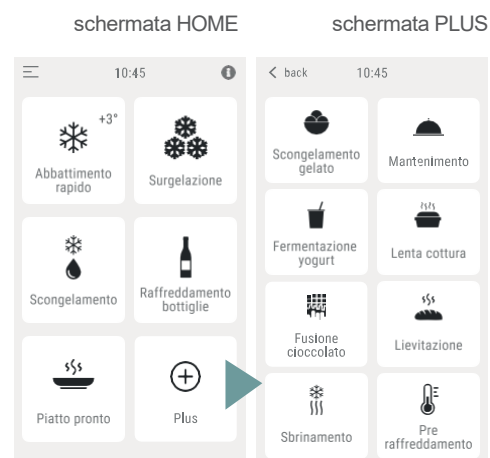 schermata HOME
schermata PLUS
10:45
+3°
Abbattimento
rapido
Surgelazione
Scongelamento
Raffreddamento
bottiglie
Piatto pronto
Plus
back
10:45
Scongelamento
gelato
Mantenimento
Fermentazione
yogurt
Lenta cottura
Fusione
cioccolato
Lievitazione
Sbrinamento
Pre
raffreddamento